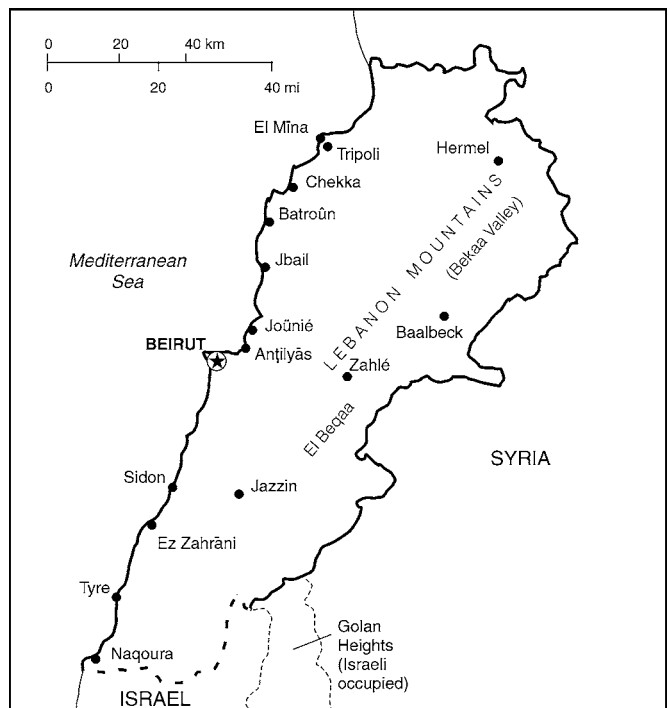 0 20 40 km
0 20 40 mi
El Mīna
Tripoli
Hermel
Chekka
Batroûn
LEBANON MOUNTAINS
(Bekaa Valley)
Mediterranean
Sea
Jbail
Joünié
BEIRUT
Anţilyās
Baalbeck
Zahlé
El Beqaa
SYRIA
Sidon
Jazzin
Ez Zahrāni
Tyre
Golan
Heights
(Israeli
occupied)
Naqoura
ISRAEL